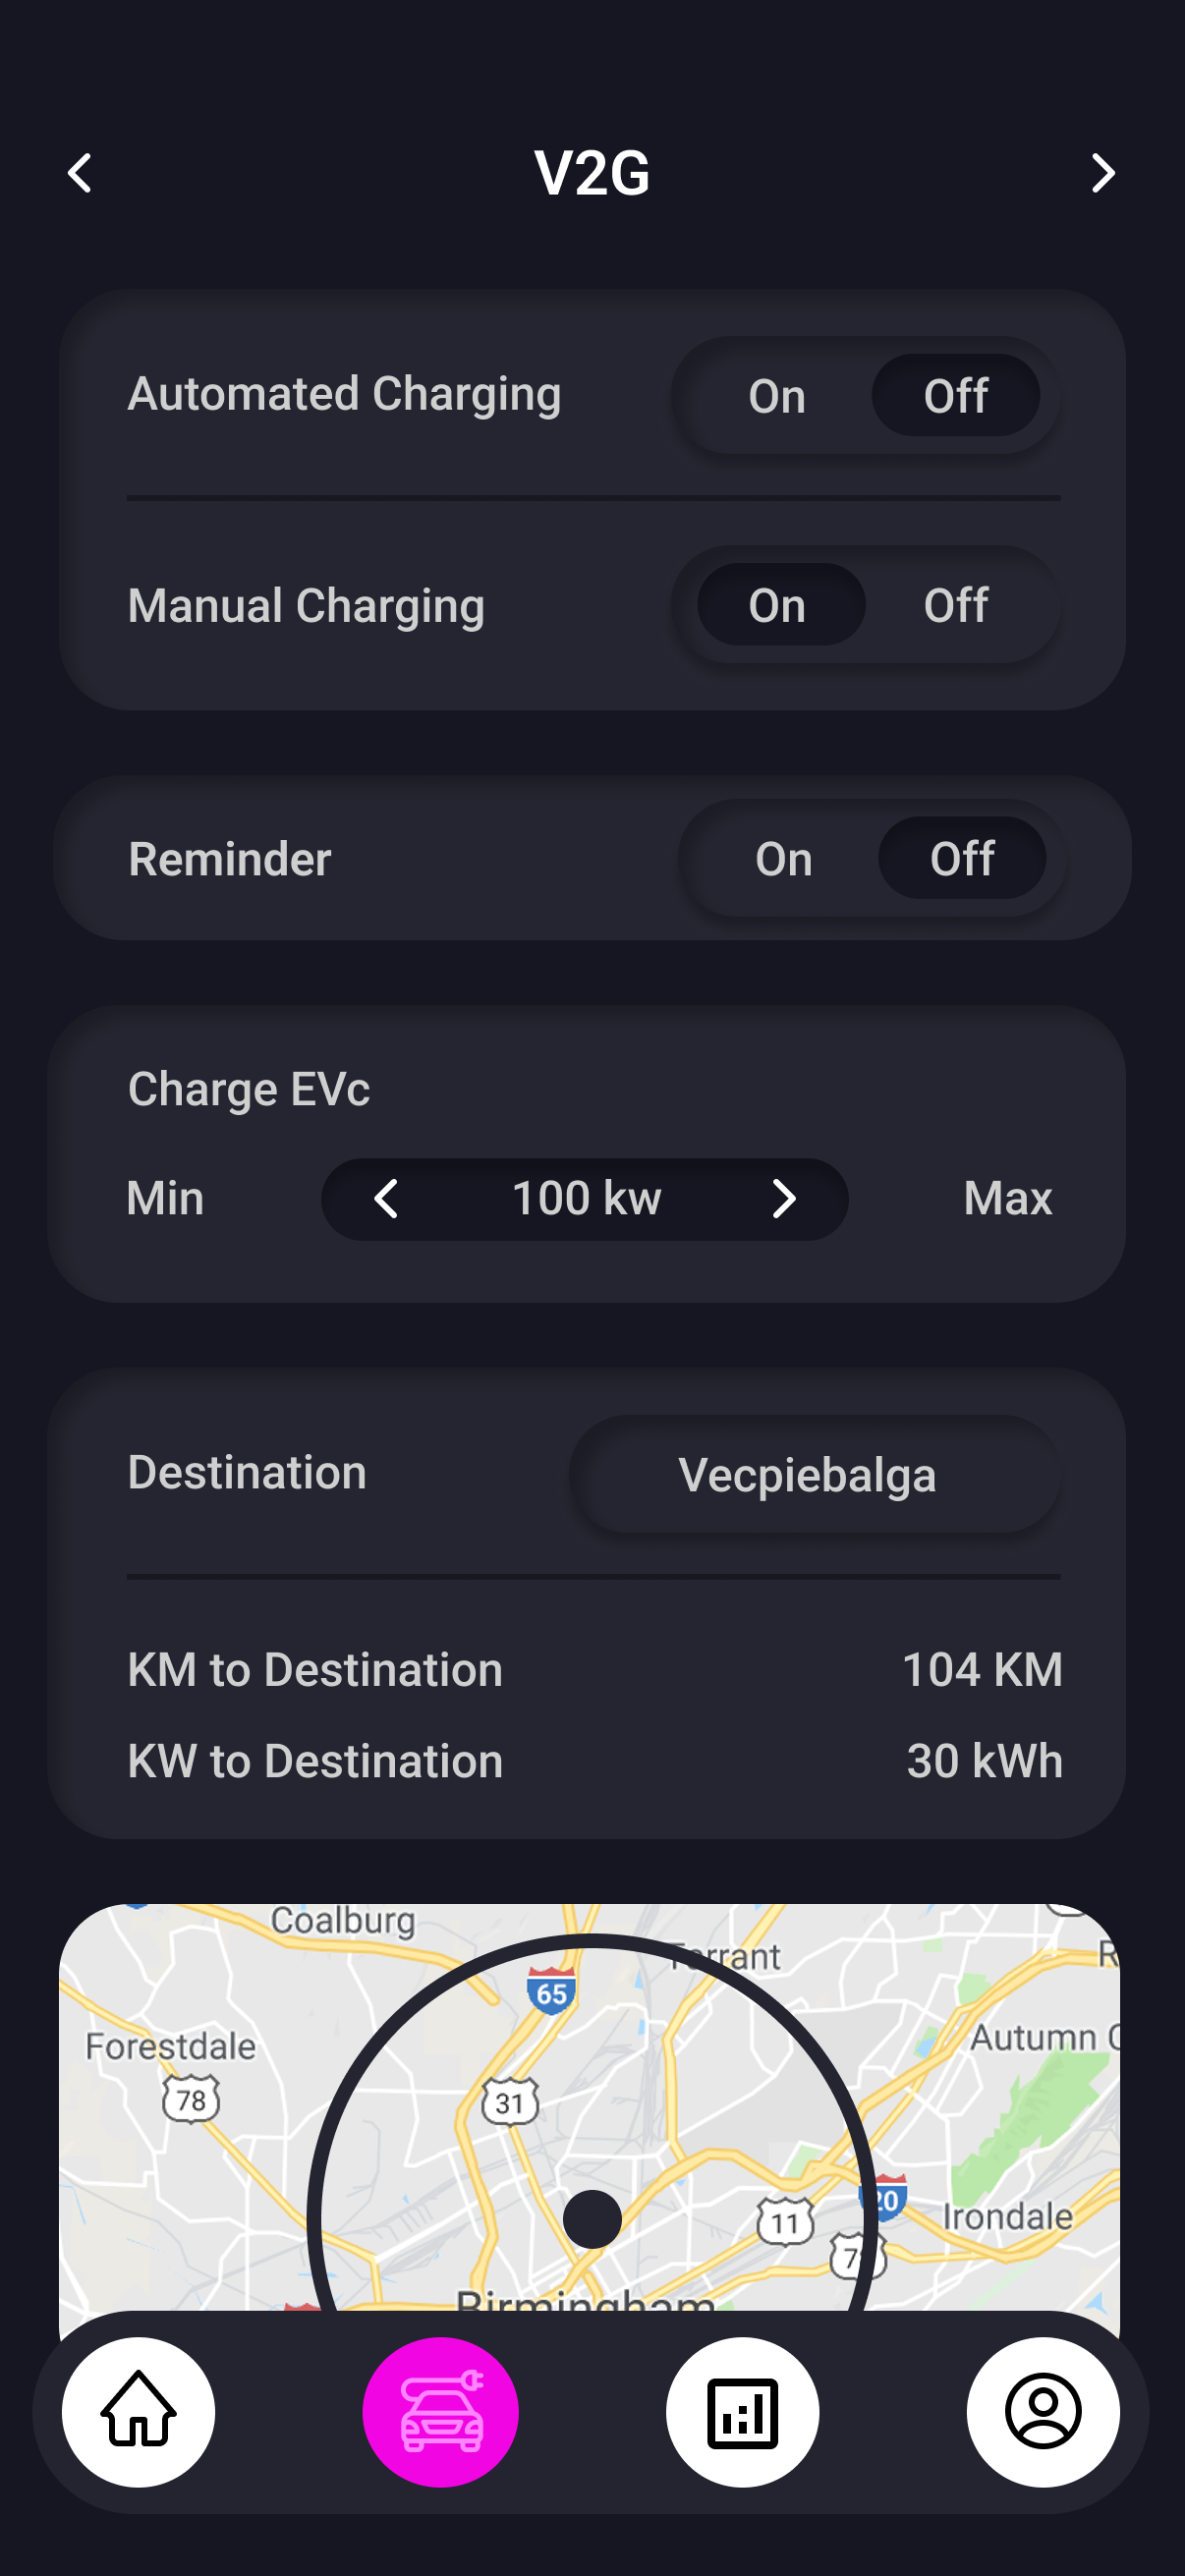 V2G
Automated Charging On Off
Manual Charging On Off
Reminder On Off
Charge EVc
Min 100 kw Max
Destination Vecpiebalga
KM to Destination 104 KM
KW to Destination 30 kWh
Coalburg
Tarrant
R
65
Forestdale
Autumn C
78
31
20
11
Irondale
78
Birmingham